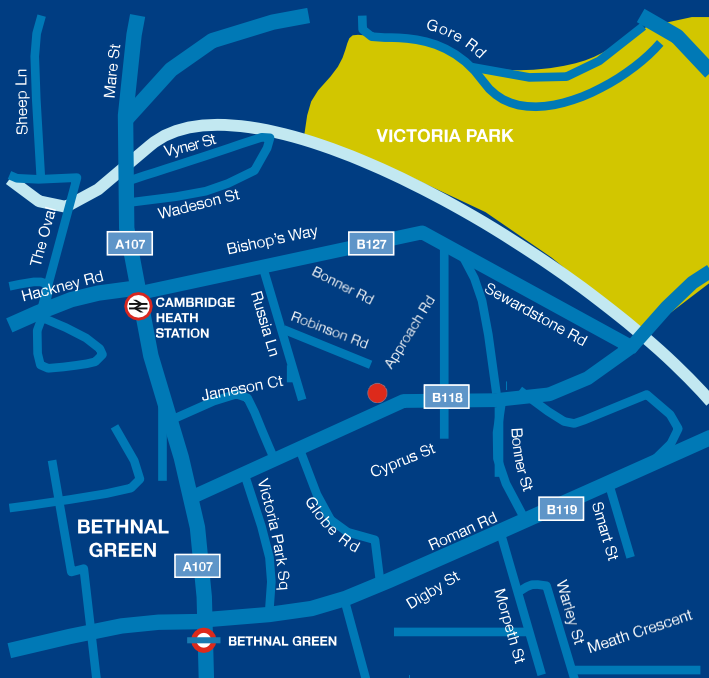 Gore Rd
Sheep Ln
Mare St
VICTORIA PARK
Vyner St
Wadeson St
The Oval
A107
Bishop's Way
B127
Hackney Rd
Bonner Rd
CAMBRIDGE
HEATH
STATION
Russia Ln
Robinson Rd
Approach Rd
Sewardstone Rd
Jameson Ct
B118
Cyprus St
Bonner St
Victoria Park Sq
Globe Rd
Roman Rd
B119
Smart St
BETHNAL
GREEN
A107
Digby St
Morpeth St
Warley St
Meath Crescent
BETHNAL GREEN